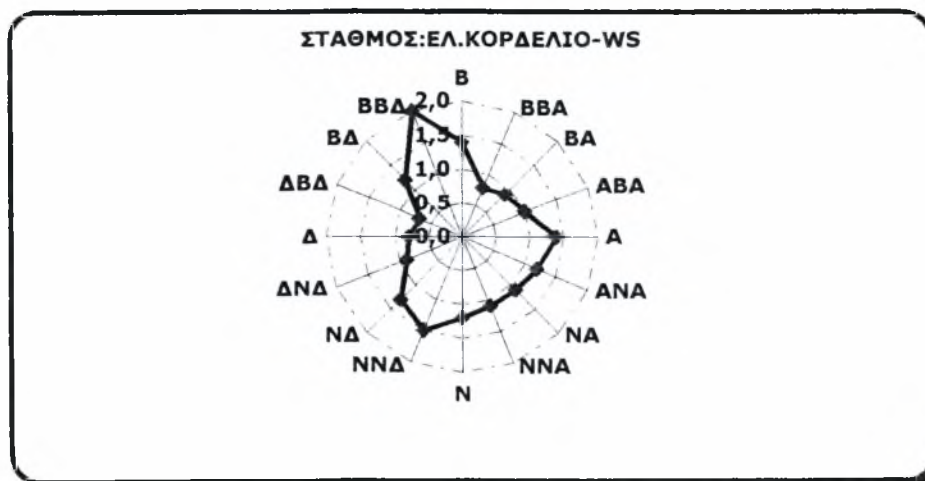 ΣΤΑΘΜΟΣ:ΕΛ.ΚΟΡΔΕΛΙΟ-WS
Β
ΒΒΔ
2,0
ΒΒΑ
ΒΔ
1,5
ΒΑ
1,0
ΔΒΔ
ΑΒΑ
0,5
Δ
0,0
Α
ΔΝΔ
ΑΝΑ
ΝΔ
ΝΑ
ΝΝΔ
ΝΝΑ
Ν